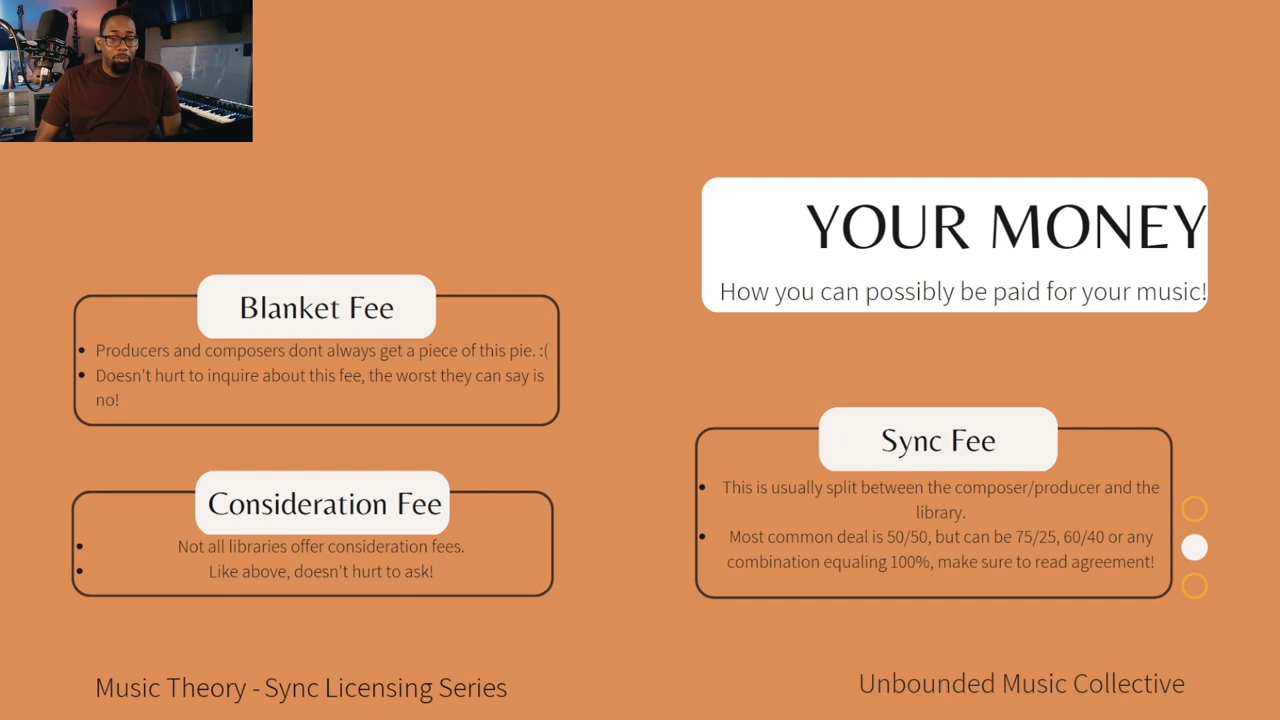 YOUR MONEY
How you can possibly be paid for your music!
Blanket Fee
Producers and composers dont always get a piece of this pie. :(
Doesn't hurt to inquire about this fee, the worst they can say is
no!
Consideration Fee
Not all libraries offer consideration fees.
Like above, doesn't hurt to ask!
Sync Fee
This is usually split between the composer/producer and the
library.
Most common deal is 50/50, but can be 75/25, 60/40 or any
combination equaling 100%, make sure to read agreement!
Music Theory - Sync Licensing Series
Unbounded Music Collective